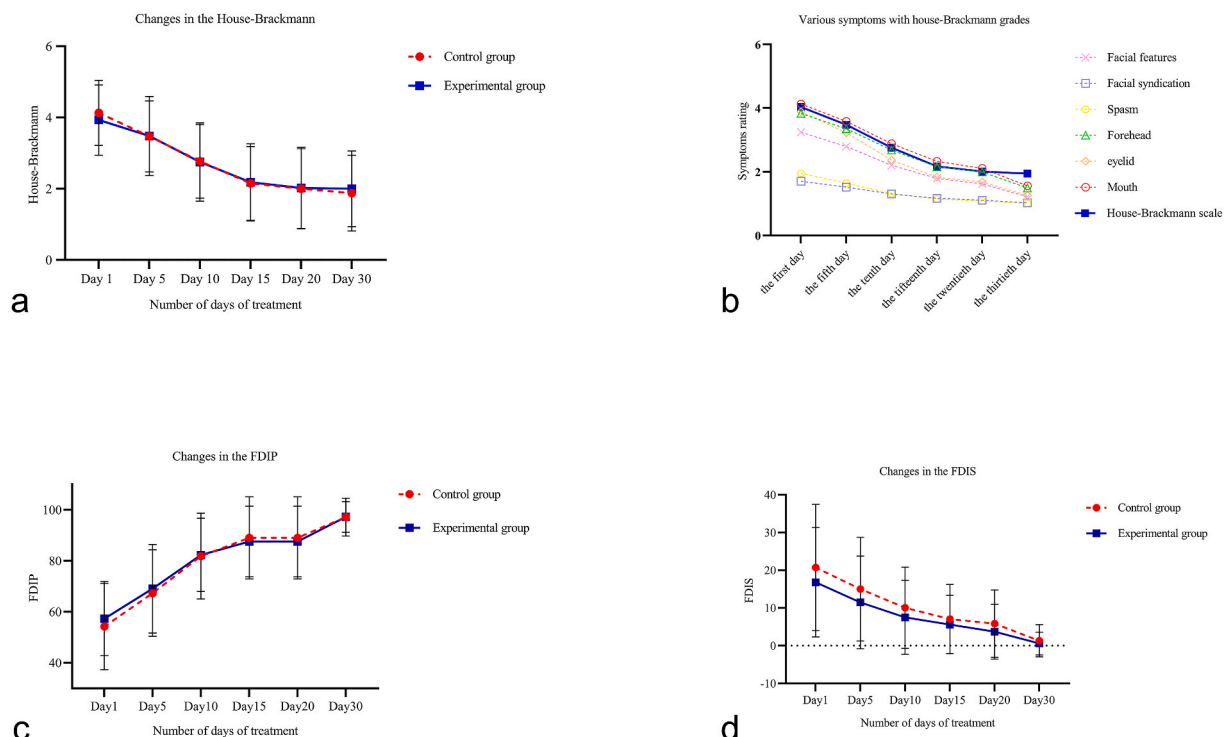 Changes in the House-Brackmann
6
4
2
0
House-Brackmann
Day 1 Day 5 Day 10 Day 15 Day 20 Day 30
Number of days of treatment
Control group
Experimental group
a
Various symptoms with house-Brackmann grades
6
4
2
0
Symptoms rating
the first day
the fifth day
the tenth day
the tifteenth day
the twentieth day
the thirtieth day
Facial features
Facial syndication
Spasm
Forehead
eyelid
Mouth
House-Brackmann scale
b
Changes in the FDIP
100
80
60
40
FDIP
Day1 Day5 Day10 Day15 Day20 Day30
Number of days of treatment
Control group
Experimental group
c
Changes in the FDIS
40
30
20
10
0
-10
FDIS
Day1 Day5 Day10 Day15 Day20 Day30
Number of days of treatment
Control group
Experimental group
d